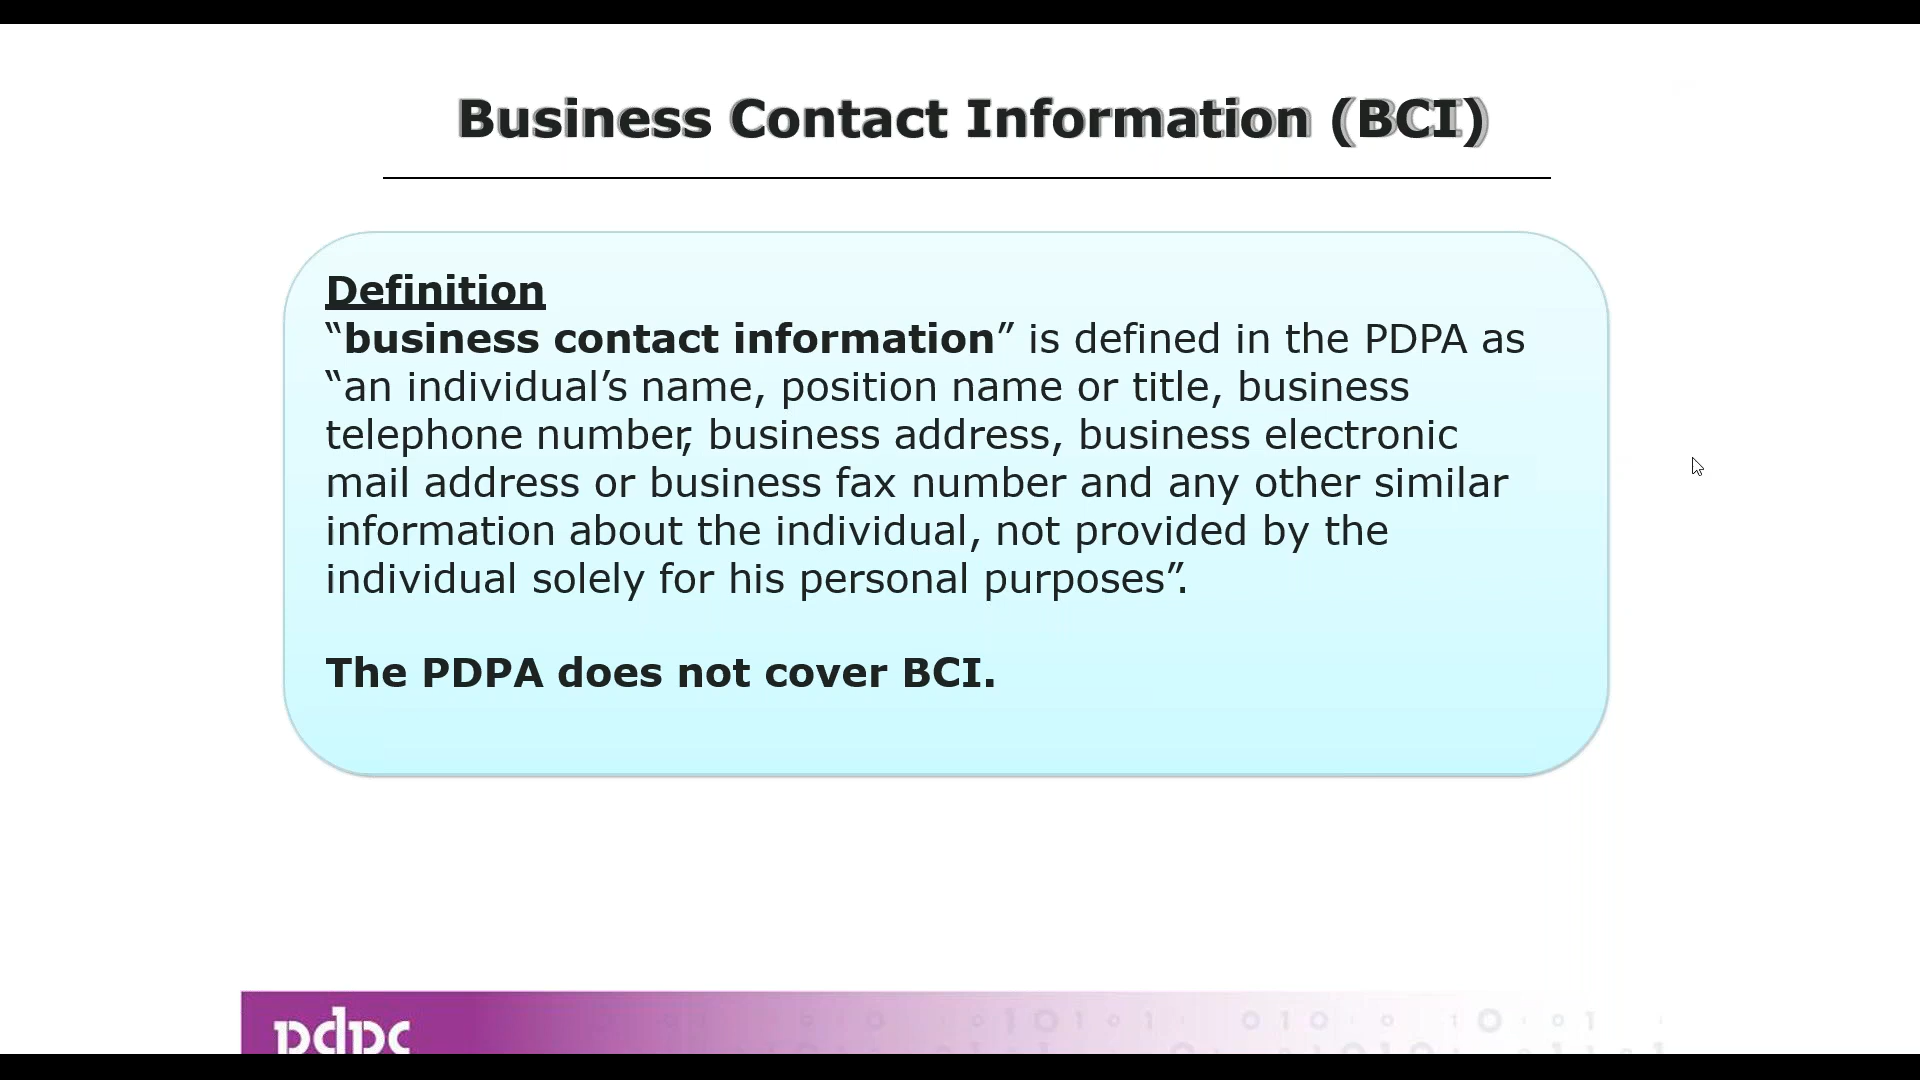 Business Contact Information (BCI)
Definition
“business contact information” is defined in the PDPA as
“an individual’s name, position name or title, business
telephone number, business address, business electronic
mail address or business fax number and any other similar
information about the individual, not provided by the
individual solely for his personal purposes”.
The PDPA does not cover BCI.
pdpc